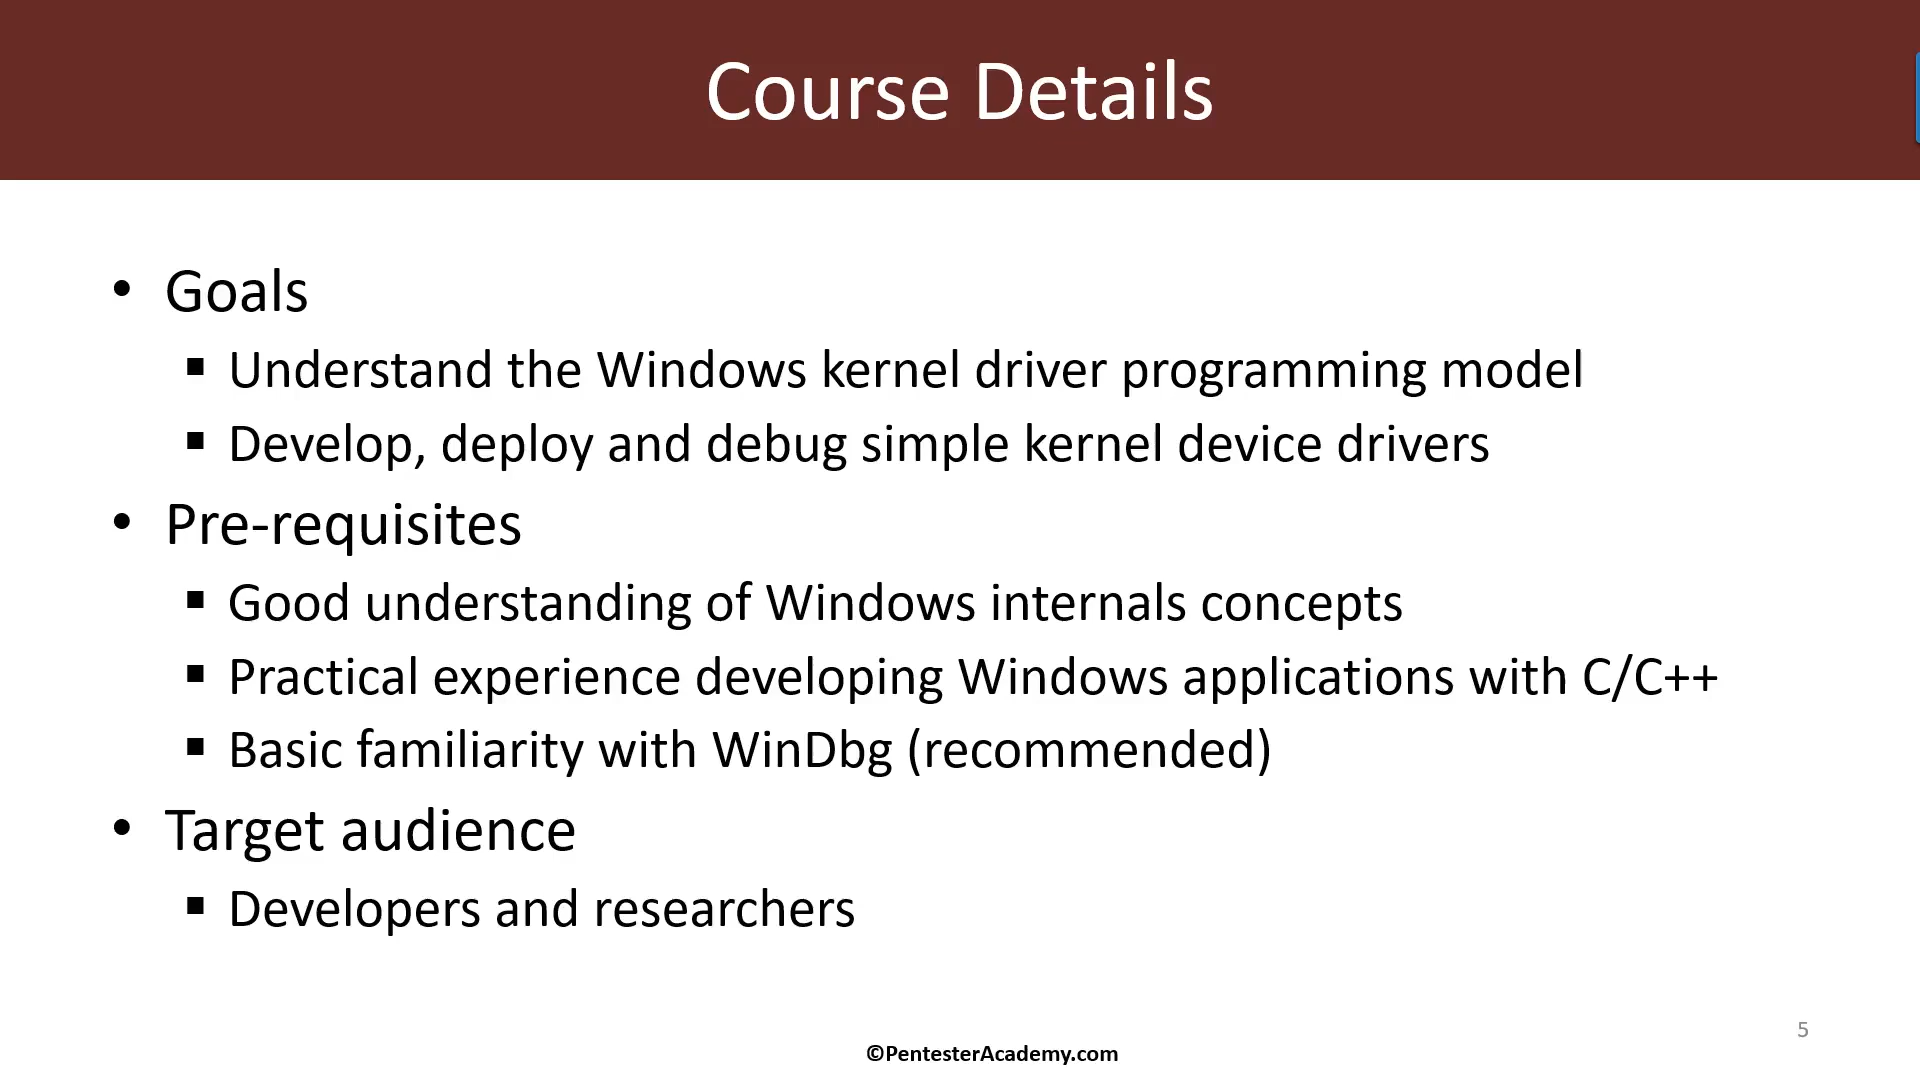 Course Details
• Goals
▪ Understand the Windows kernel driver programming model
▪ Develop, deploy and debug simple kernel device drivers
• Pre-requisites
▪ Good understanding of Windows internals concepts
▪ Practical experience developing Windows applications with C/C++
▪ Basic familiarity with WinDbg (recommended)
• Target audience
▪ Developers and researchers
5
©PentesterAcademy.com